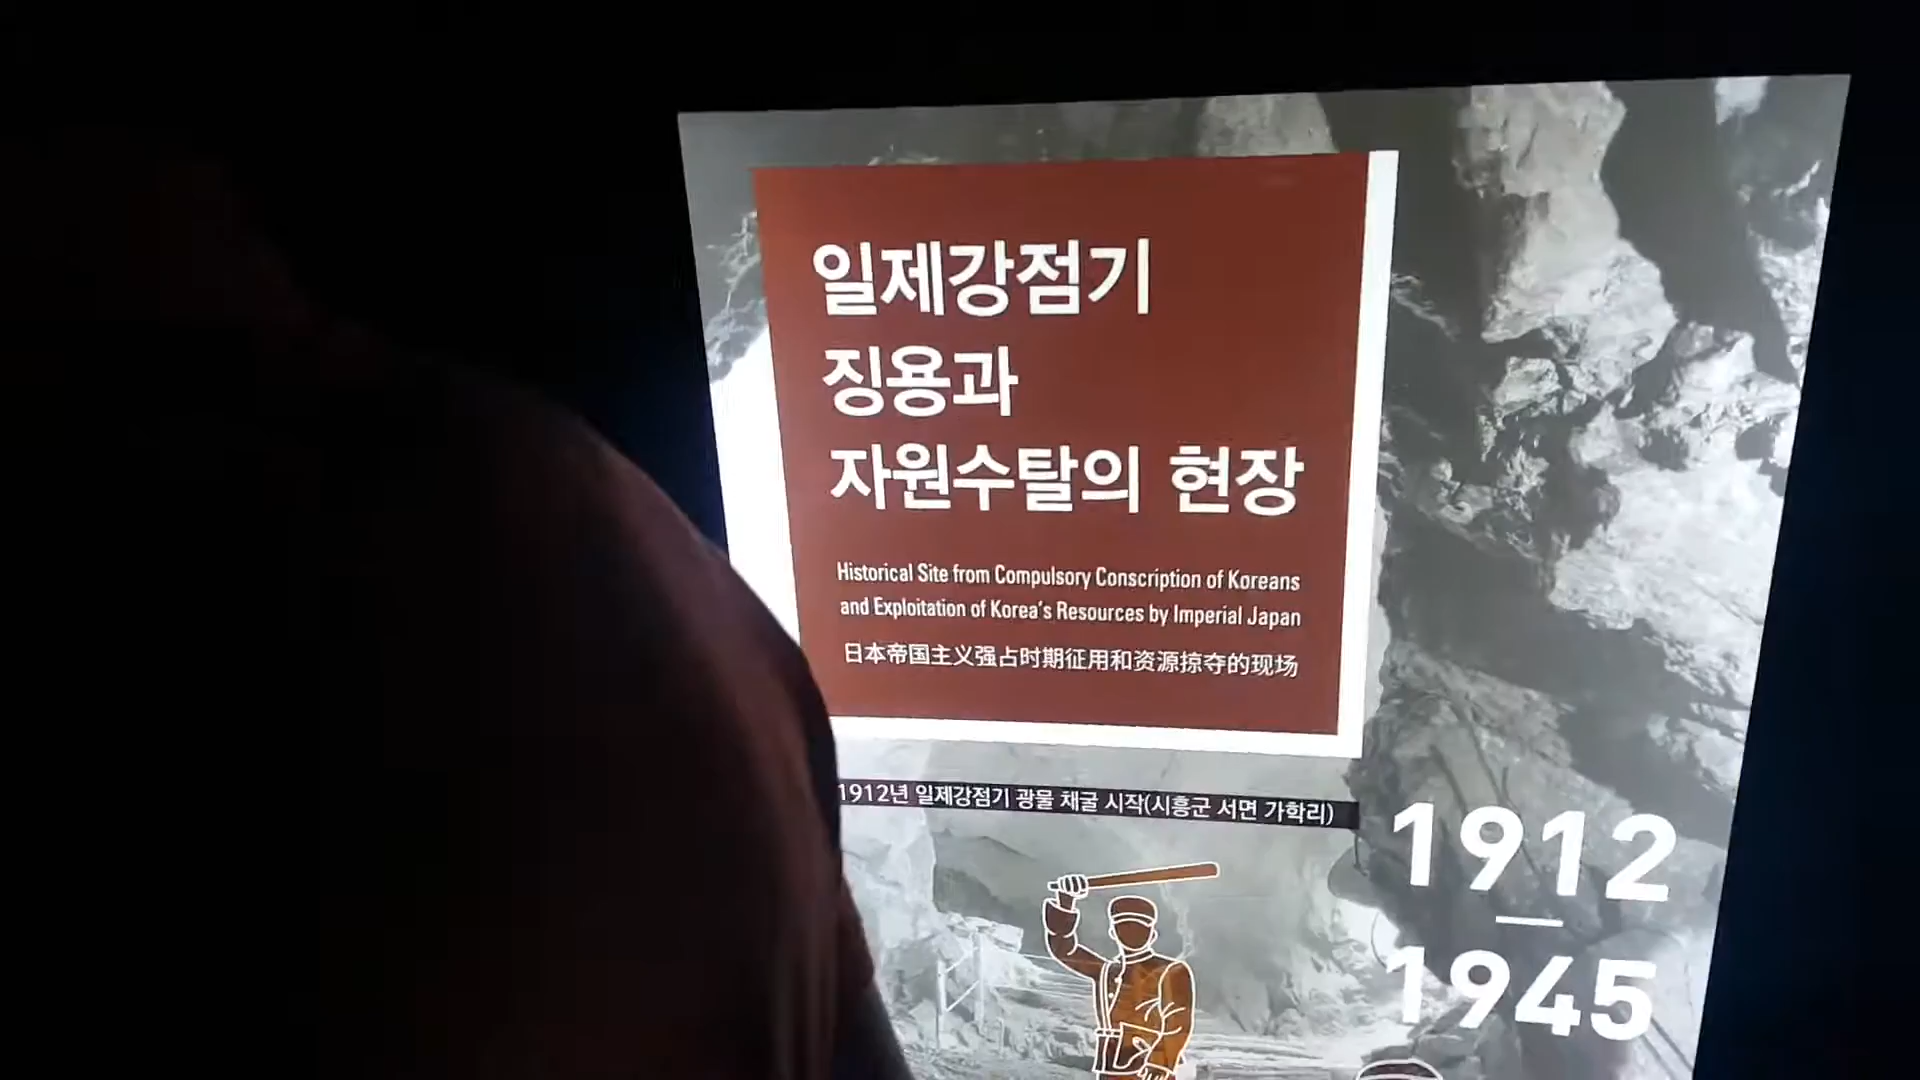 일제강점기
징용과
자원수탈의 현장
Historical Site from Compulsory Conscription of Koreans
and Exploitation of Korea's Resources by Imperial Japan
日本帝国主义强占时期征用和资源掠夺的现场
1912년 일제강점기 광물 채굴 시작(시흥군 서면 가학리)
1912
1945